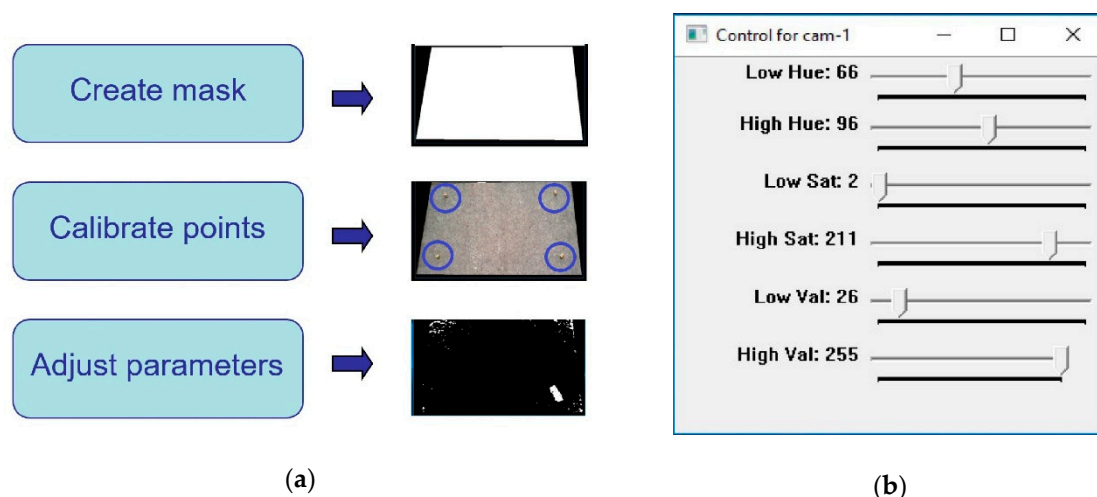 Create mask
Calibrate points
Adjust parameters
(a)
Control for cam-1
Low Hue: 66
High Hue: 96
Low Sat: 2
High Sat: 211
Low Val: 26
High Val: 255
(b)